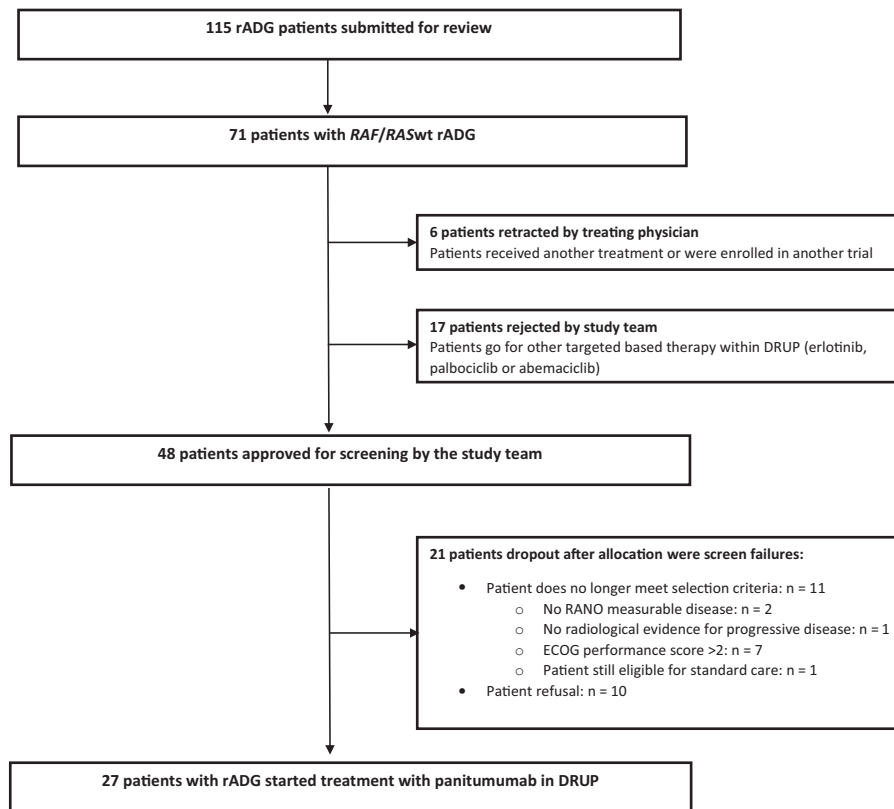 115 rADG patients submitted for review
71 patients with RAF/RASwt rADG
6 patients retracted by treating physician
Patients received another treatment or were enrolled in another trial
17 patients rejected by study team
Patients go for other targeted based therapy within DRUP (erlotinib,
palbociclib or abemaciclib)
48 patients approved for screening by the study team
21 patients dropout after allocation were screen failures:
• Patient does no longer meet selection criteria: n = 11
o No RANO measurable disease: n = 2
o No radiological evidence for progressive disease: n = 1
o ECOG performance score >2: n = 7
o Patient still eligible for standard care: n = 1
• Patient refusal: n = 10
27 patients with rADG started treatment with panitumumab in DRUP